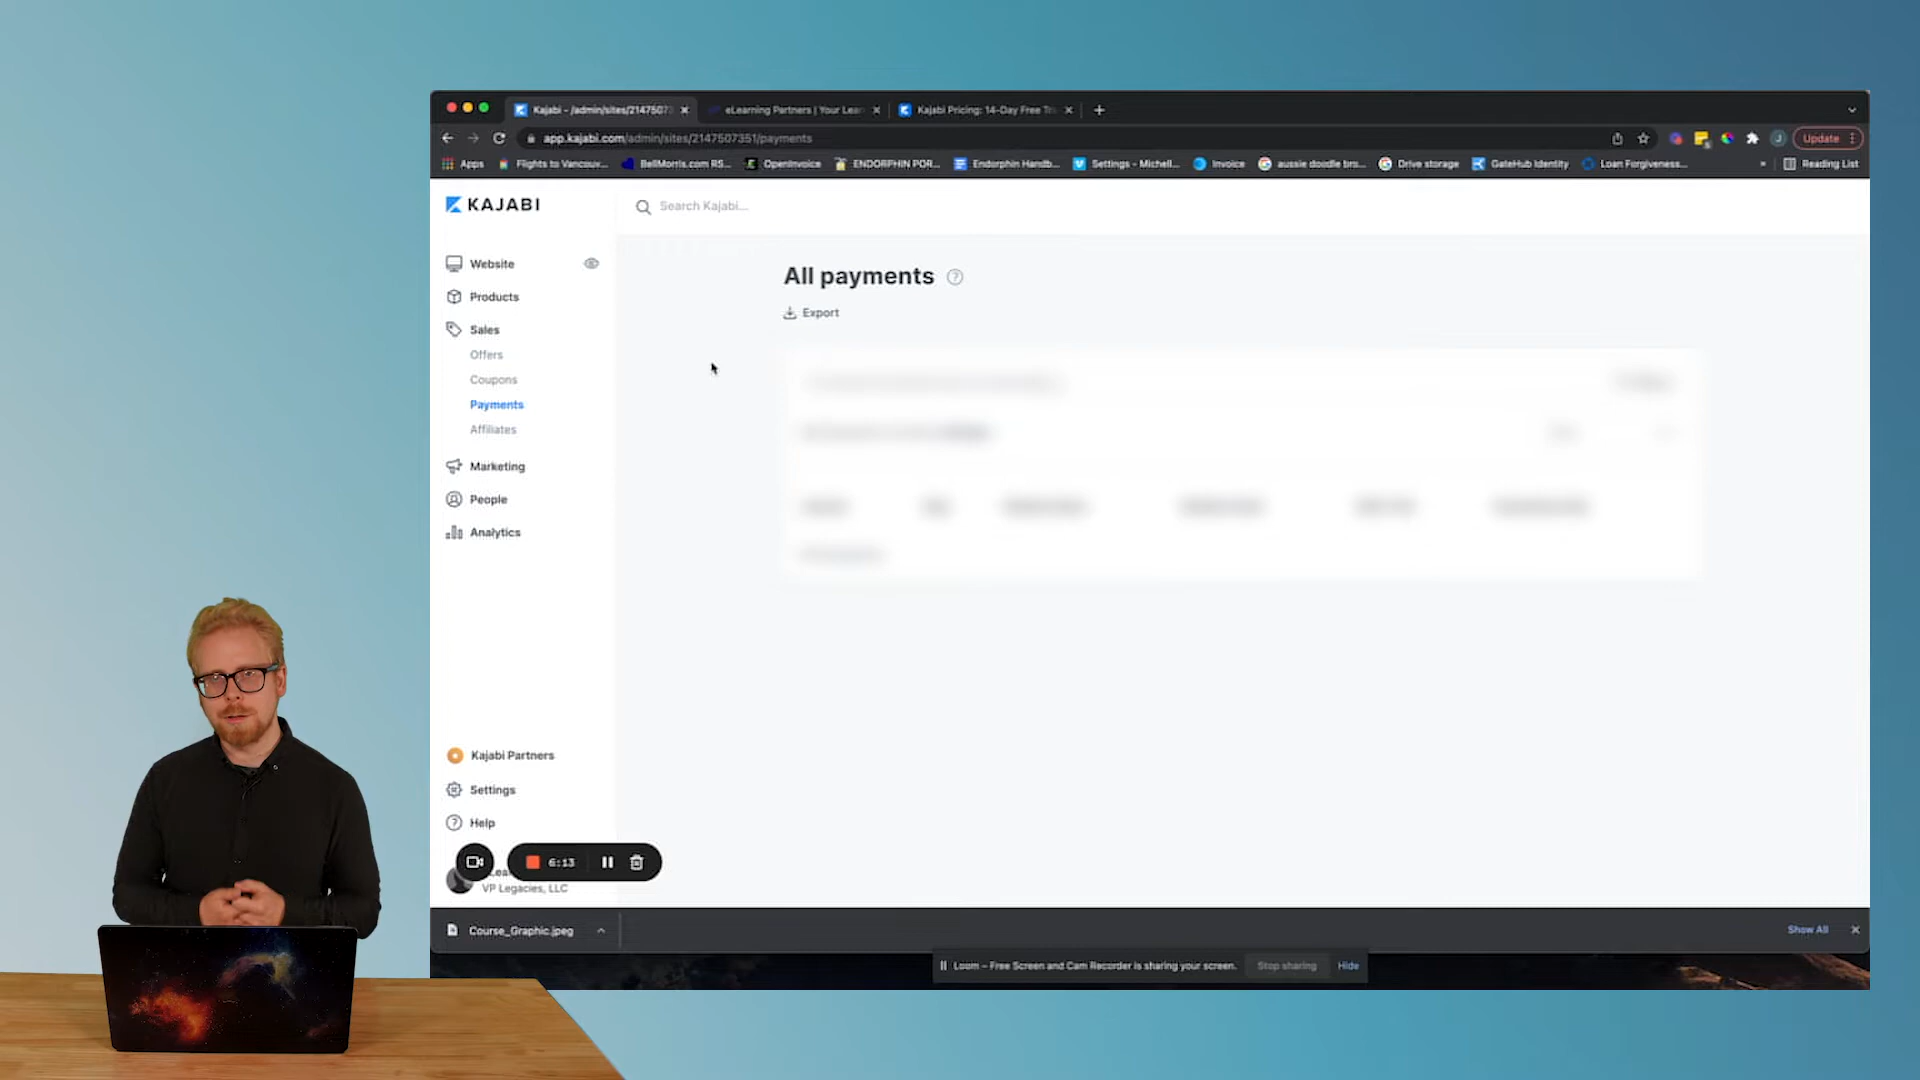 Kajabi - /admin/sites/2147507
eLearning Partners | Your Lear
Kajabi Pricing: 14-Day Free Tri
app.kajabi.com/admin/sites/2147507351/payments
Update
Apps
Flights to Vancouv...
BellMorris.com RS...
OpenInvoice
ENDORPHIN POR...
Endorphin Handb...
Settings - Michell...
Invoice
aussie doodle bro...
Drive storage
GateHub Identity
Loan Forgiveness...
»
Reading List
KAJABI
Search Kajabi...
Website
Products
Sales
Offers
Coupons
Payments
Affiliates
Marketing
People
Analytics
All payments
Export
Kajabi Partners
Settings
Help
6:13
VP Legacies, LLC
Course_Graphic.jpeg
Show All
Loom – Free Screen and Cam Recorder is sharing your screen.
Stop sharing
Hide